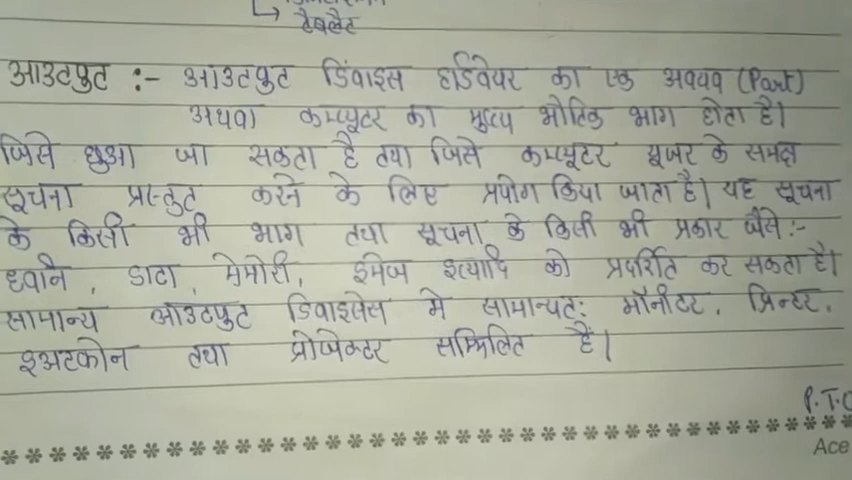 ↳ टैबलैट
आउटपुट :- आउटपुट डिवाइस हार्डवेयर का एक अवयव (Part)
अथवा कम्प्यूटर का मुख्य भौतिक भाग होता है।
जिसे छुआ जा सकता है तथा जिसे कम्प्यूटर यूजर के समक्ष
सूचना प्रस्तुत करने के लिए प्रयोग किया जाता है। यह सूचना
के किसी भी भाग तथा सूचना के किसी भी प्रकार जैसे:-
ध्वनि, डाटा, मेमोरी, इमेज इत्यादि को प्रदर्शित कर सकता है।
सामान्य आउटपुट डिवाइसेस में सामान्यतः मॉनीटर, प्रिन्टर,
इअरफोन तथा प्रोजेक्टर सम्मिलित हैं।
P.T.O
Ace